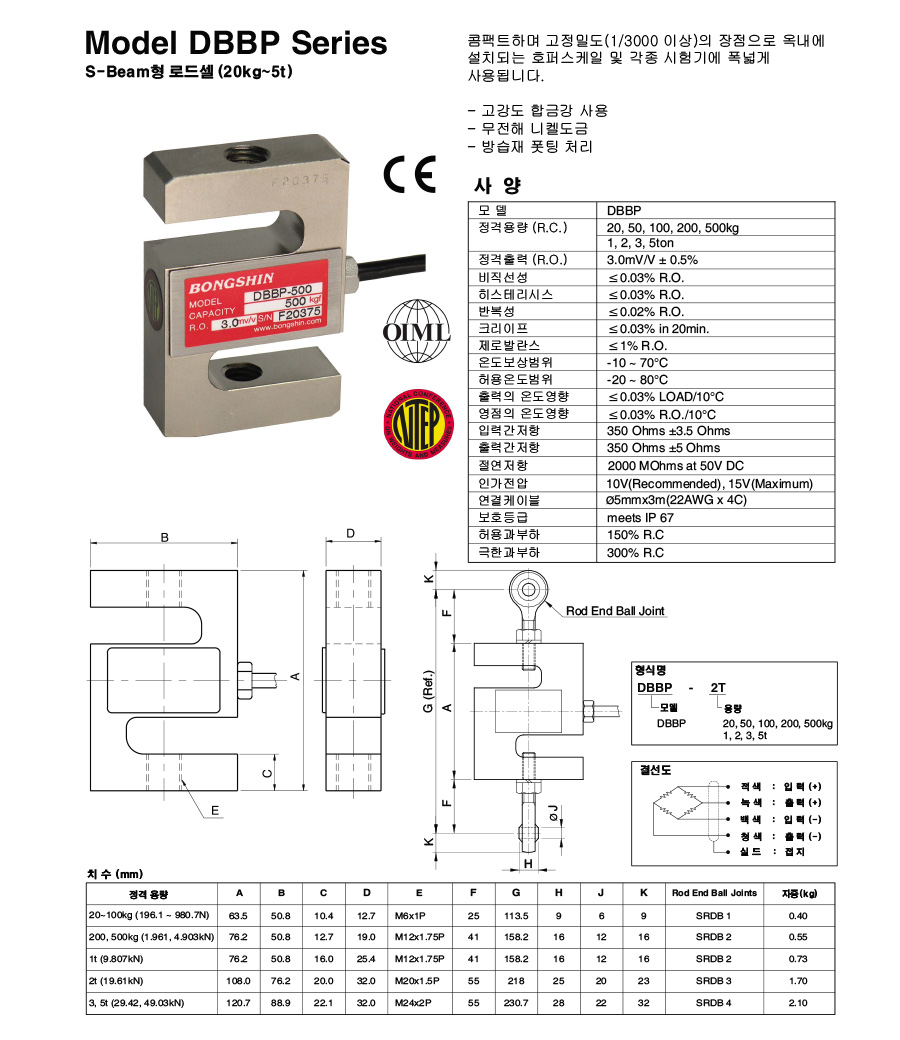 Model DBBP Series
S-Beam형 로드셀 (20kg~5t)
콤팩트하며 고정밀도(1/3000 이상)의 장점으로 옥내에
설치되는 호퍼스케일 및 각종 시험기에 폭넓게
사용됩니다.
- 고강도 합금강 사용
- 무전해 니켈도금
- 방습재 폿팅 처리
F20375
BONGSHIN
MODEL DBBP-500
CAPACITY 500 kgf
R.O. 3.0mv/v S/N F20375
www.bongshin.com
CE
OIML
NATIONAL CONFERENCE
NTEP
ON WEIGHTS AND MEASURES
사 양
모 델 DBBP
정격용량 (R.C.) 20, 50, 100, 200, 500kg
1, 2, 3, 5ton
정격출력 (R.O.) 3.0mV/V ± 0.5%
비직선성 ≤0.03% R.O.
히스테리시스 ≤0.03% R.O.
반복성 ≤0.02% R.O.
크리이프 ≤0.03% in 20min.
제로발란스 ≤1% R.O.
온도보상범위 -10 ~ 70°C
허용온도범위 -20 ~ 80°C
출력의 온도영향 ≤0.03% LOAD/10°C
영점의 온도영향 ≤0.03% R.O./10°C
입력간저항 350 Ohms ±3.5 Ohms
출력간저항 350 Ohms ±5 Ohms
절연저항 2000 MOhms at 50V DC
인가전압 10V(Recommended), 15V(Maximum)
연결케이블 Ø5mmx3m(22AWG x 4C)
보호등급 meets IP 67
허용과부하 150% R.C
극한과부하 300% R.C
B
D
A
C
E
K
F
G (Ref.)
A
F
K
Ø J
H
Rod End Ball Joint
형식명
DBBP - 2T
모델 용량
DBBP 20, 50, 100, 200, 500kg
1, 2, 3, 5t
결선도
적색 : 입력 (+)
녹색 : 출력 (+)
백색 : 입력 (-)
청색 : 출력 (-)
실드 : 접지
치 수 (mm)
정격 용량 A B C D E F G H J K Rod End Ball Joints 자중(kg)
20~100kg (196.1 ~ 980.7N) 63.5 50.8 10.4 12.7 M6x1P 25 113.5 9 6 9 SRDB 1 0.40
200, 500kg (1.961, 4.903kN) 76.2 50.8 12.7 19.0 M12x1.75P 41 158.2 16 12 16 SRDB 2 0.55
1t (9.807kN) 76.2 50.8 16.0 25.4 M12x1.75P 41 158.2 16 12 16 SRDB 2 0.73
2t (19.61kN) 108.0 76.2 20.0 32.0 M20x1.5P 55 218 25 20 23 SRDB 3 1.70
3, 5t (29.42, 49.03kN) 120.7 88.9 22.1 32.0 M24x2P 55 230.7 28 22 32 SRDB 4 2.10